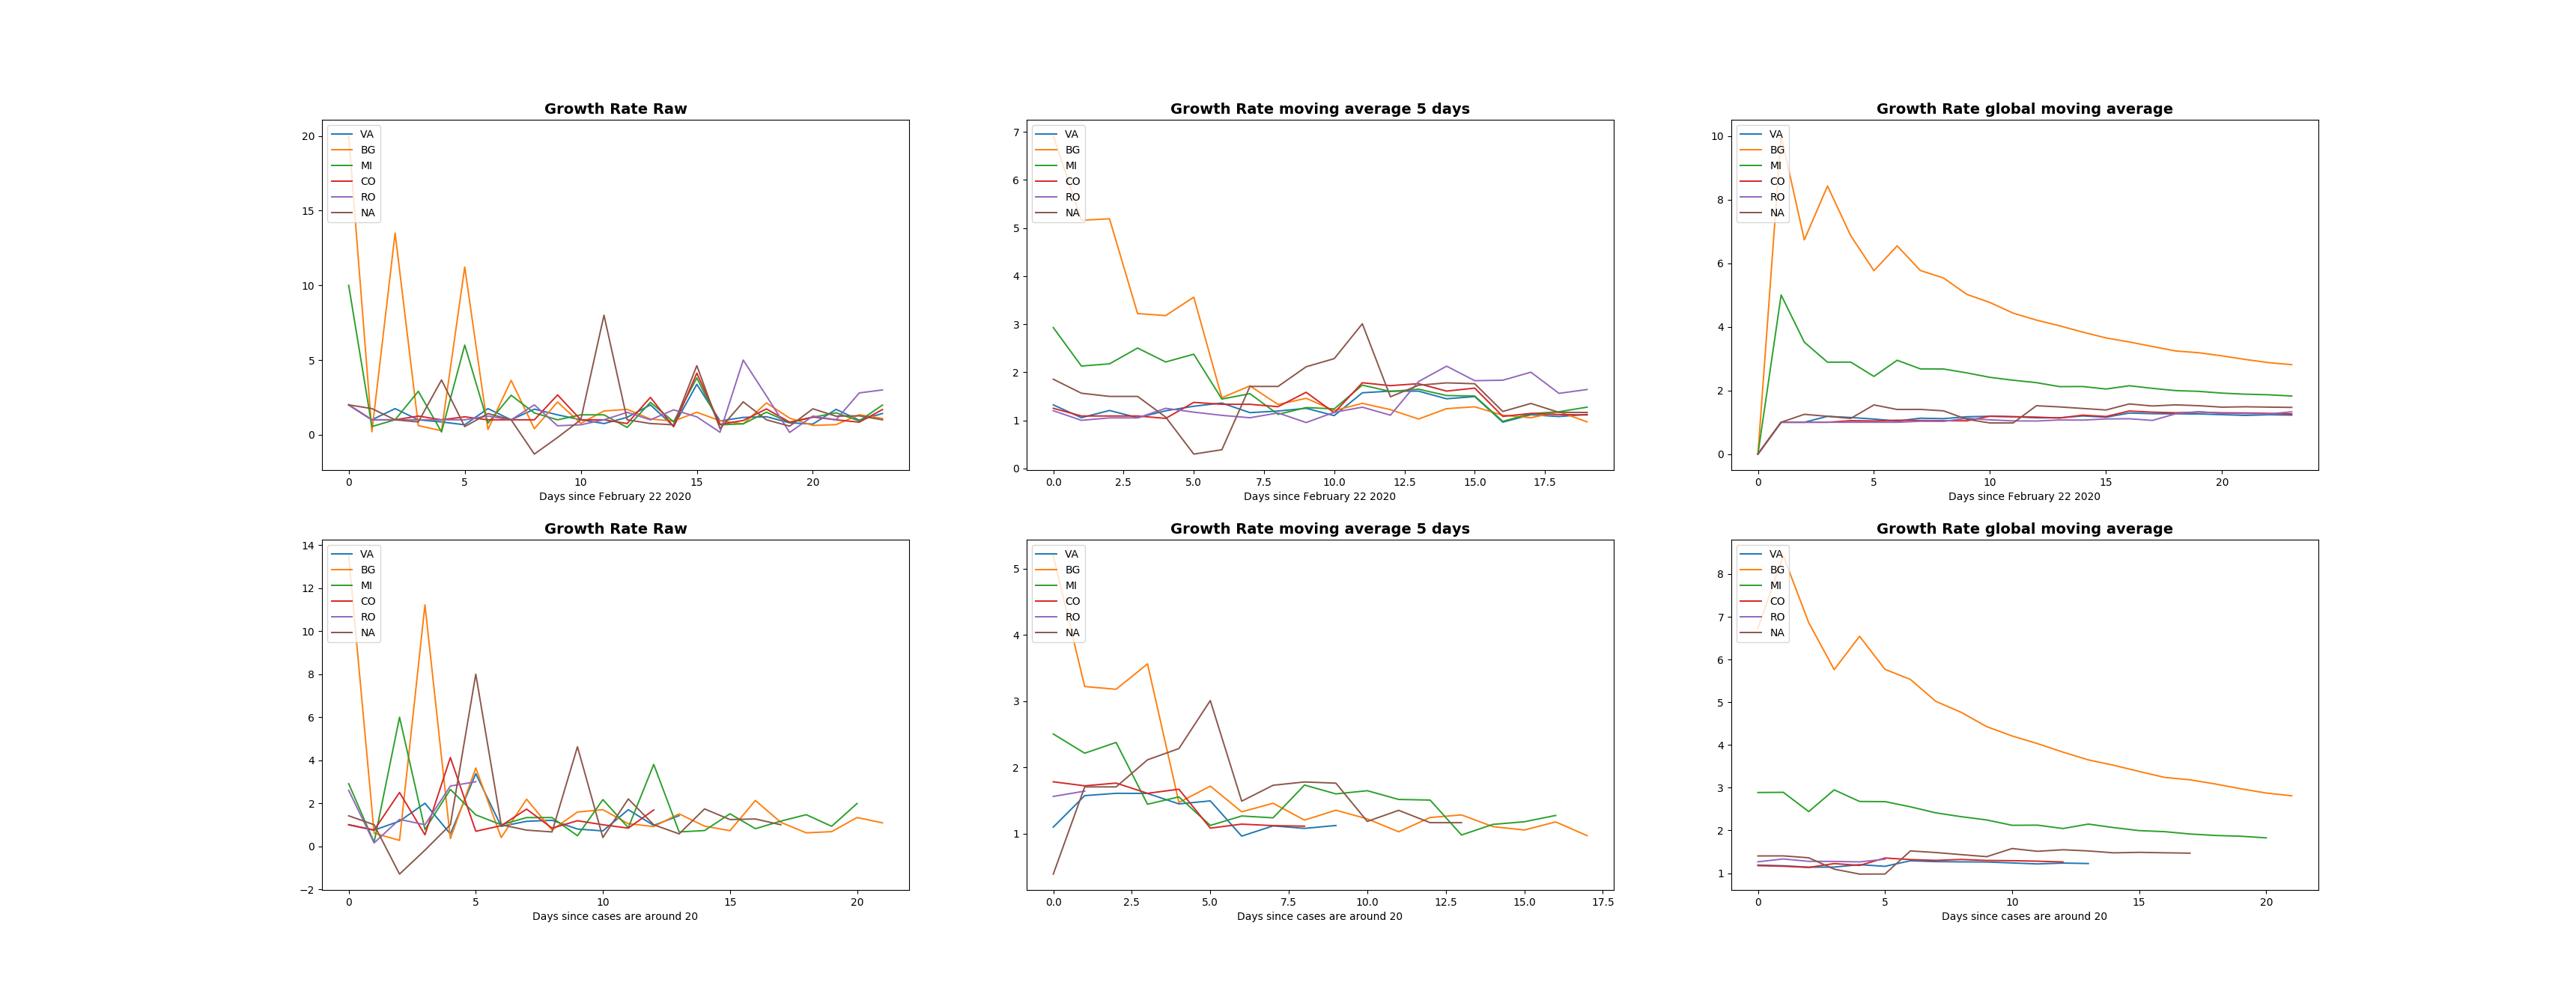 Growth Rate Raw
20
15
10
5
0
VA
BG
MI
CO
RO
NA
0 5 10 15 20
Days since February 22 2020
Growth Rate moving average 5 days
7
6
5
4
3
2
1
0
VA
BG
MI
CO
RO
NA
0.0 2.5 5.0 7.5 10.0 12.5 15.0 17.5
Days since February 22 2020
Growth Rate global moving average
10
8
6
4
2
0
VA
BG
MI
CO
RO
NA
0 5 10 15 20
Days since February 22 2020
Growth Rate Raw
14
12
10
8
6
4
2
0
−2
VA
BG
MI
CO
RO
NA
0 5 10 15 20
Days since cases are around 20
Growth Rate moving average 5 days
5
4
3
2
1
VA
BG
MI
CO
RO
NA
0.0 2.5 5.0 7.5 10.0 12.5 15.0 17.5
Days since cases are around 20
Growth Rate global moving average
8
7
6
5
4
3
2
1
VA
BG
MI
CO
RO
NA
0 5 10 15 20
Days since cases are around 20